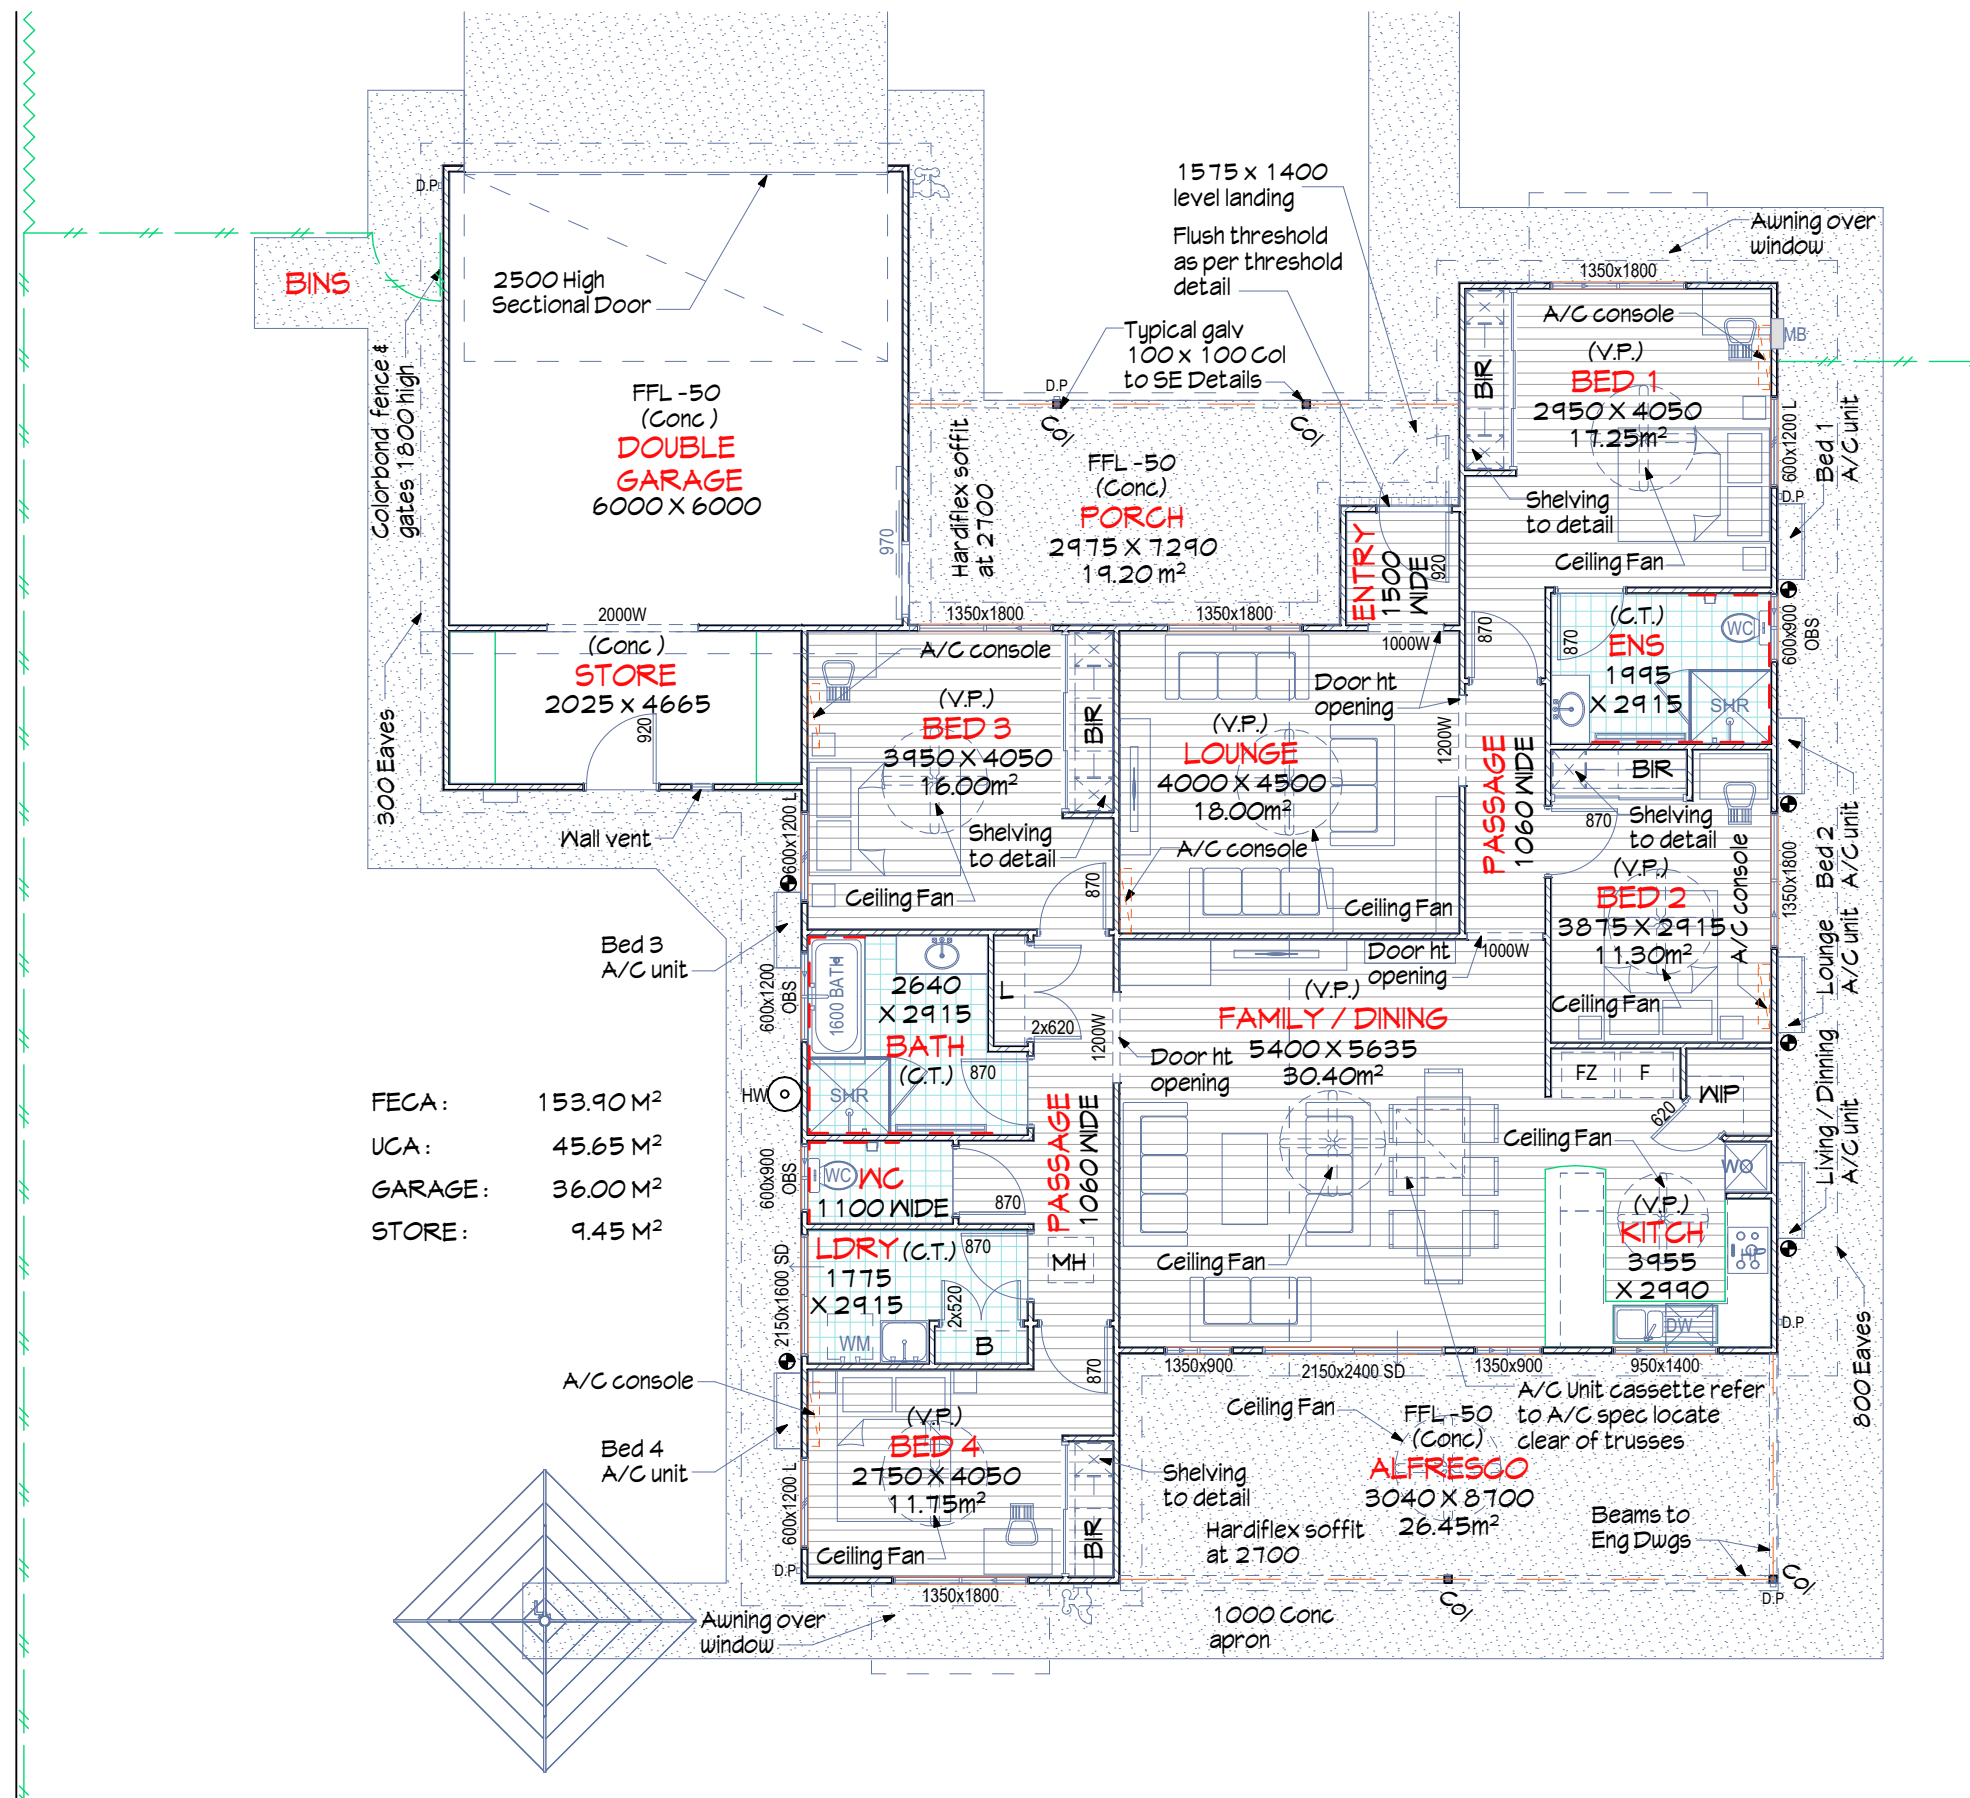 1575 x 1400
level landing
Flush threshold
as per threshold
detail
Awning over
window
1350x1800
D.P
BINS
2500 High
Sectional Door
Typical galv
100 x 100 Col
to SE Details
A/C console
MB
(V.P.)
BED 1
2950 X 4050
17.25m²
BIR
600x1200 L
Bed 1
A/C unit
Colorbond fence &
gates 1800 high
FFL -50
(Conc )
DOUBLE
GARAGE
6000 X 6000
D.P
Col
Col
Hardiflex soffit
at 2700
FFL -50
(Conc)
PORCH
2975 X 7290
19.20 m²
970
Shelving
to detail
D.P
Ceiling Fan
ENTRY
1500
WIDE
920
2000W
1350x1800
1350x1800
1000W
870
870
(C.T.)
ENS
1995
X 2915
WC
SHR
600x900
OBS
(Conc )
STORE
2025 x 4665
920
300 Eaves
Wall vent
A/C console
(V.P.)
BED 3
3950 X 4050
16.00m²
BIR
Shelving
to detail
Ceiling Fan
600x1200 L
870
(V.P.)
LOUNGE
4000 X 4500
18.00m²
A/C console
Ceiling Fan
Door ht
opening
1200W
PASSAGE
1060 WIDE
BIR
870
Shelving
to detail
(V.P.)
BED 2
3875 X 2915
11.30m²
Ceiling Fan
A/C console
1350x1800
Bed 2
A/C unit
Lounge
A/C unit
Living / Dinning
A/C unit
Bed 3
A/C unit
600x1200
OBS
1600 BATH
2640
X 2915
BATH
(C.T.)
870
SHR
L
2x620
1200W
Door ht
opening
Door ht
opening
1000W
(V.P.)
FAMILY / DINING
5400 X 5635
30.40m²
FZ
F
WIP
620
Ceiling Fan
WO
HW
FECA :
153.90 M²
UCA :
45.65 M²
GARAGE :
36.00 M²
STORE :
9.45 M²
600x900
OBS
WC
WC
1100 WIDE
870
PASSAGE
1060 WIDE
MH
LDRY (C.T.)
870
1775
X 2915
2x520
WM
B
2150x1600 SD
Ceiling Fan
(V.P.)
KITCH
3955
X 2990
DW
D.P
800 Eaves
870
1350x900
2150x2400 SD
1350x900
950x1400
A/C console
Bed 4
A/C unit
(V.P.)
BED 4
2750 X 4050
11.75m²
Ceiling Fan
600x1200 L
BIR
D.P
1350x1800
Shelving
to detail
Ceiling Fan
A/C Unit cassette refer
to A/C spec locate
clear of trusses
FFL -50
(Conc)
ALFRESCO
3040 X 8700
26.45m²
Hardiflex soffit
at 2700
Beams to
Eng Dwgs
Col
Col
D.P
Awning over
window
1000 Conc
apron